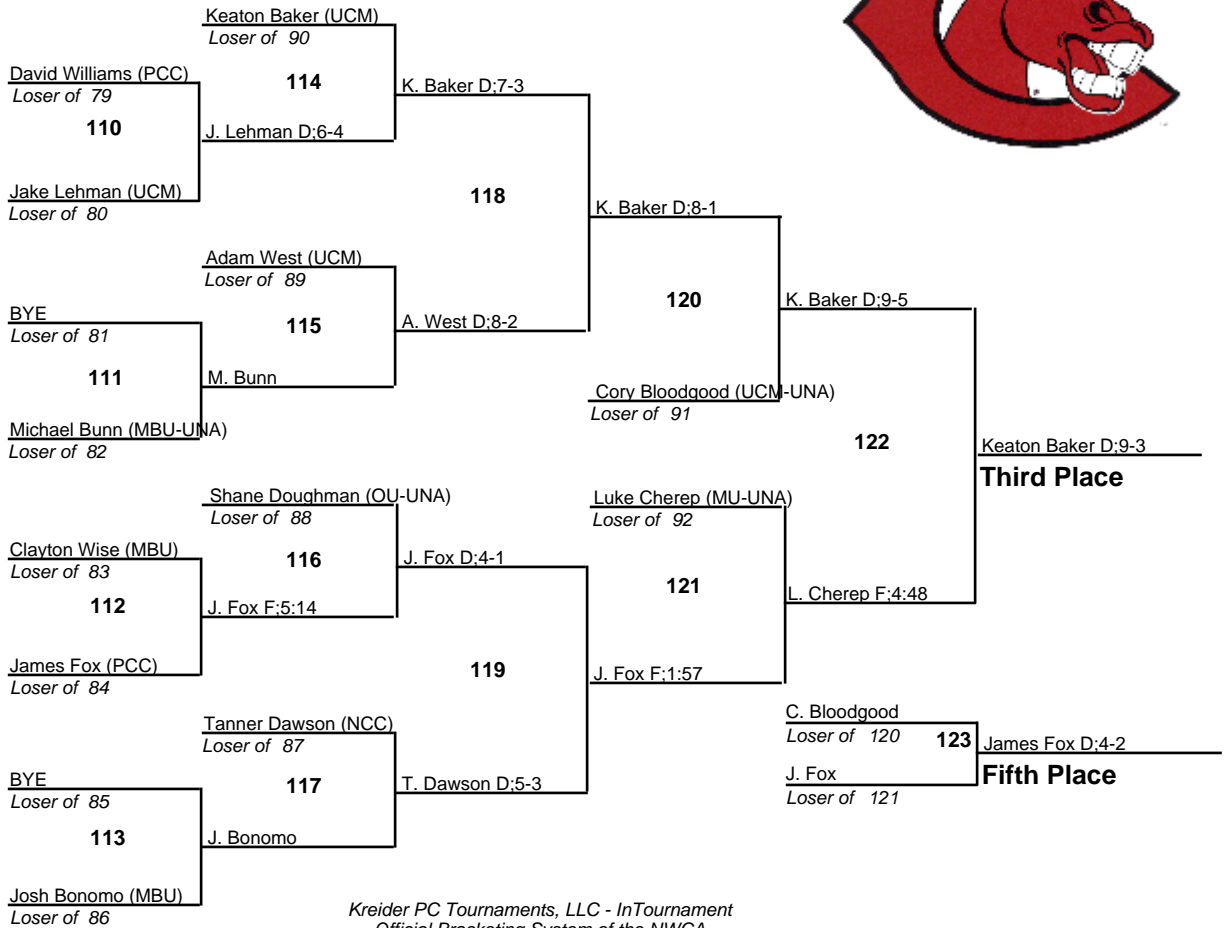 Keaton Baker (UCM)
Loser of 90
David Williams (PCC)
Loser of 79
114
K. Baker D;7-3
110
J. Lehman D;6-4
Jake Lehman (UCM)
Loser of 80
118
K. Baker D;8-1
Adam West (UCM)
Loser of 89
BYE
Loser of 81
115
A. West D;8-2
120
K. Baker D;9-5
111
M. Bunn
Cory Bloodgood (UCM-UNA)
Loser of 91
Michael Bunn (MBU-UNA)
Loser of 82
122
Keaton Baker D;9-3
Third Place
Shane Doughman (OU-UNA)
Loser of 88
Luke Cherep (MU-UNA)
Loser of 92
Clayton Wise (MBU)
Loser of 83
116
J. Fox D;4-1
121
L. Cherep F;4:48
112
J. Fox F;5:14
James Fox (PCC)
Loser of 84
119
J. Fox F;1:57
Tanner Dawson (NCC)
Loser of 87
C. Bloodgood
Loser of 120
123
James Fox D;4-2
Fifth Place
J. Fox
Loser of 121
BYE
Loser of 85
117
T. Dawson D;5-3
113
J. Bonomo
Josh Bonomo (MBU)
Loser of 86
Kreider PC Tournaments, LLC - InTournament
Official Bracketing System of the NWCA